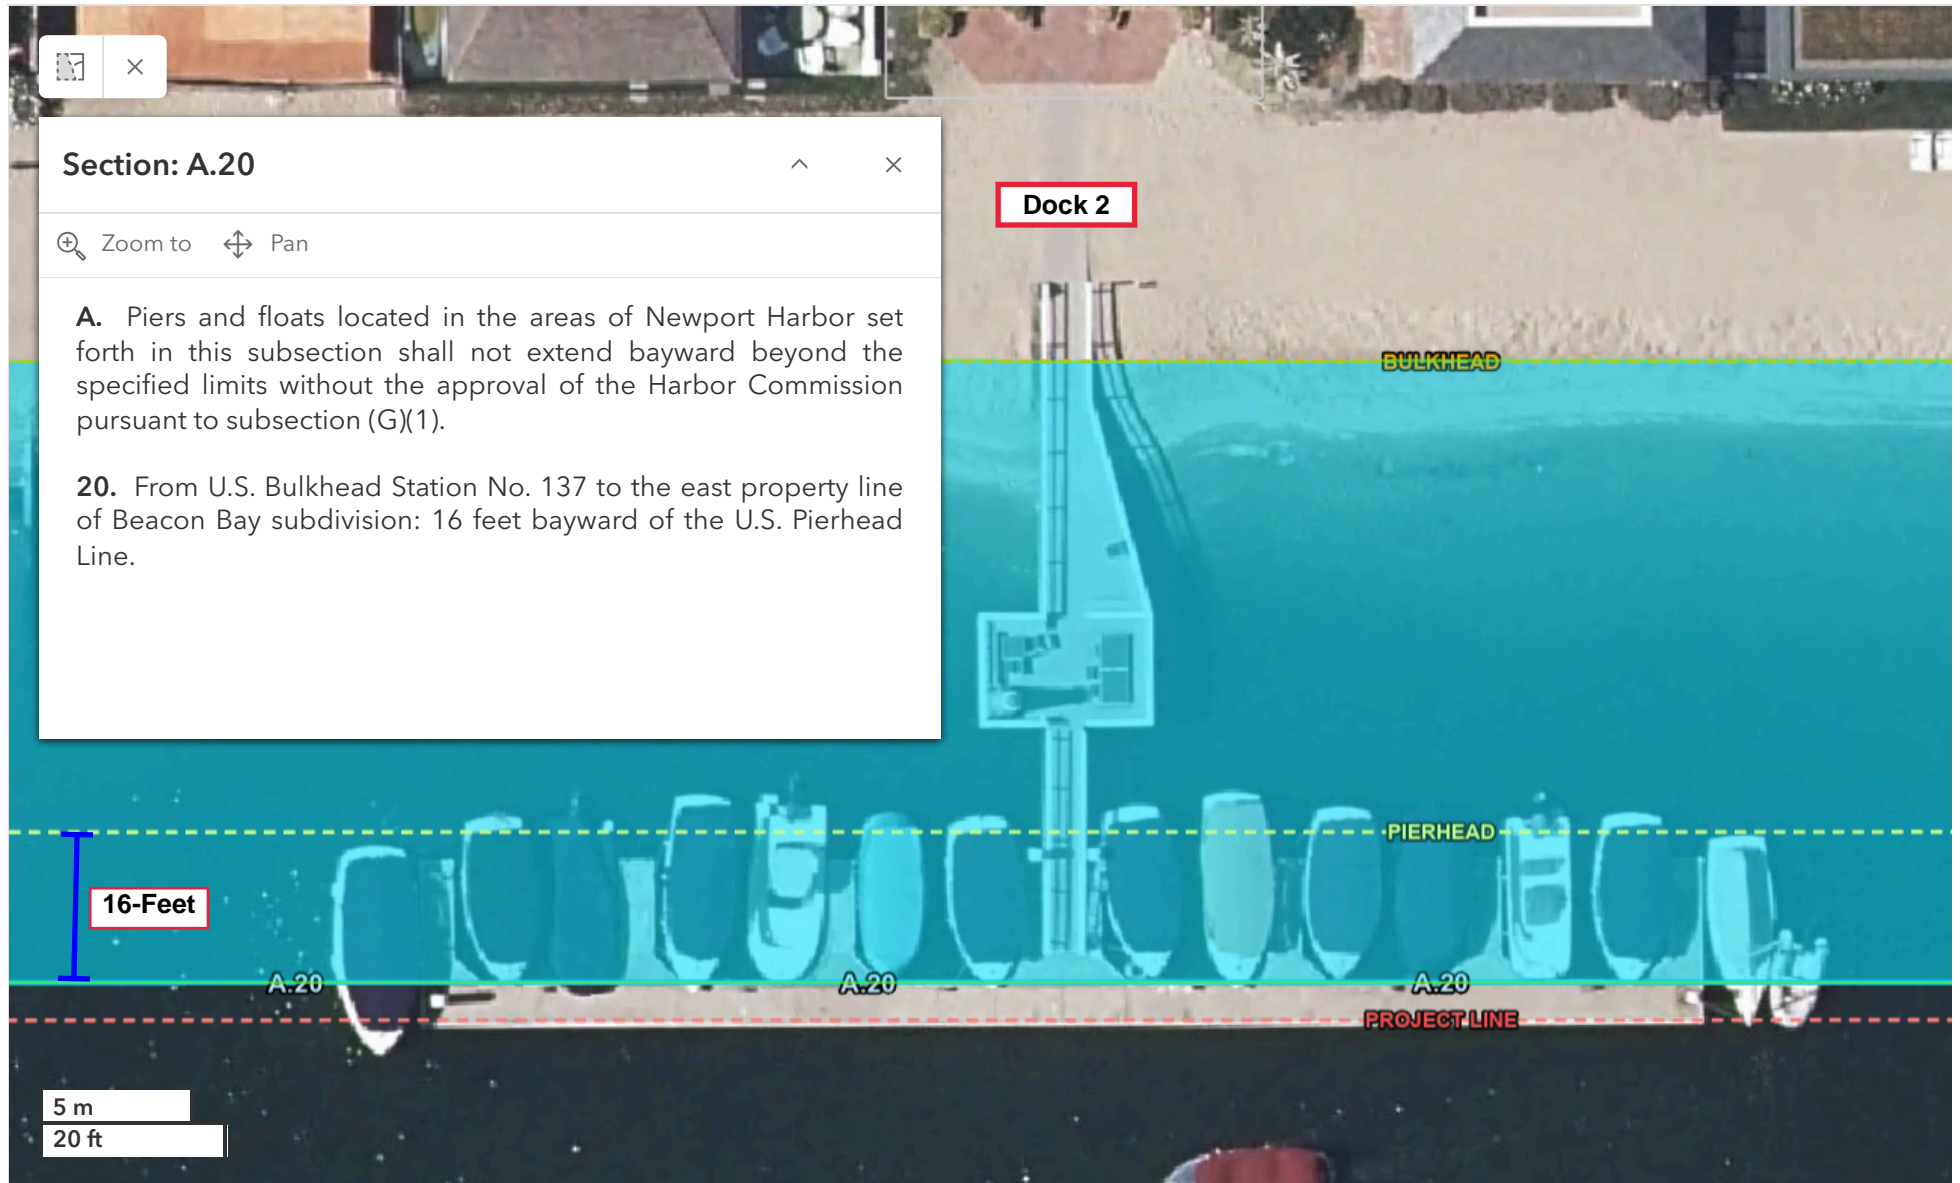 Section: A.20
Dock 2
Zoom to
Pan
A. Piers and floats located in the areas of Newport Harbor set
forth in this subsection shall not extend bayward beyond the
specified limits without the approval of the Harbor Commission
pursuant to subsection (G)(1).
20. From U.S. Bulkhead Station No. 137 to the east property line
of Beacon Bay subdivision: 16 feet bayward of the U.S. Pierhead
Line.
BULKHEAD
PIERHEAD
16-Feet
A.20
A.20
A.20
PROJECT LINE
5 m
20 ft